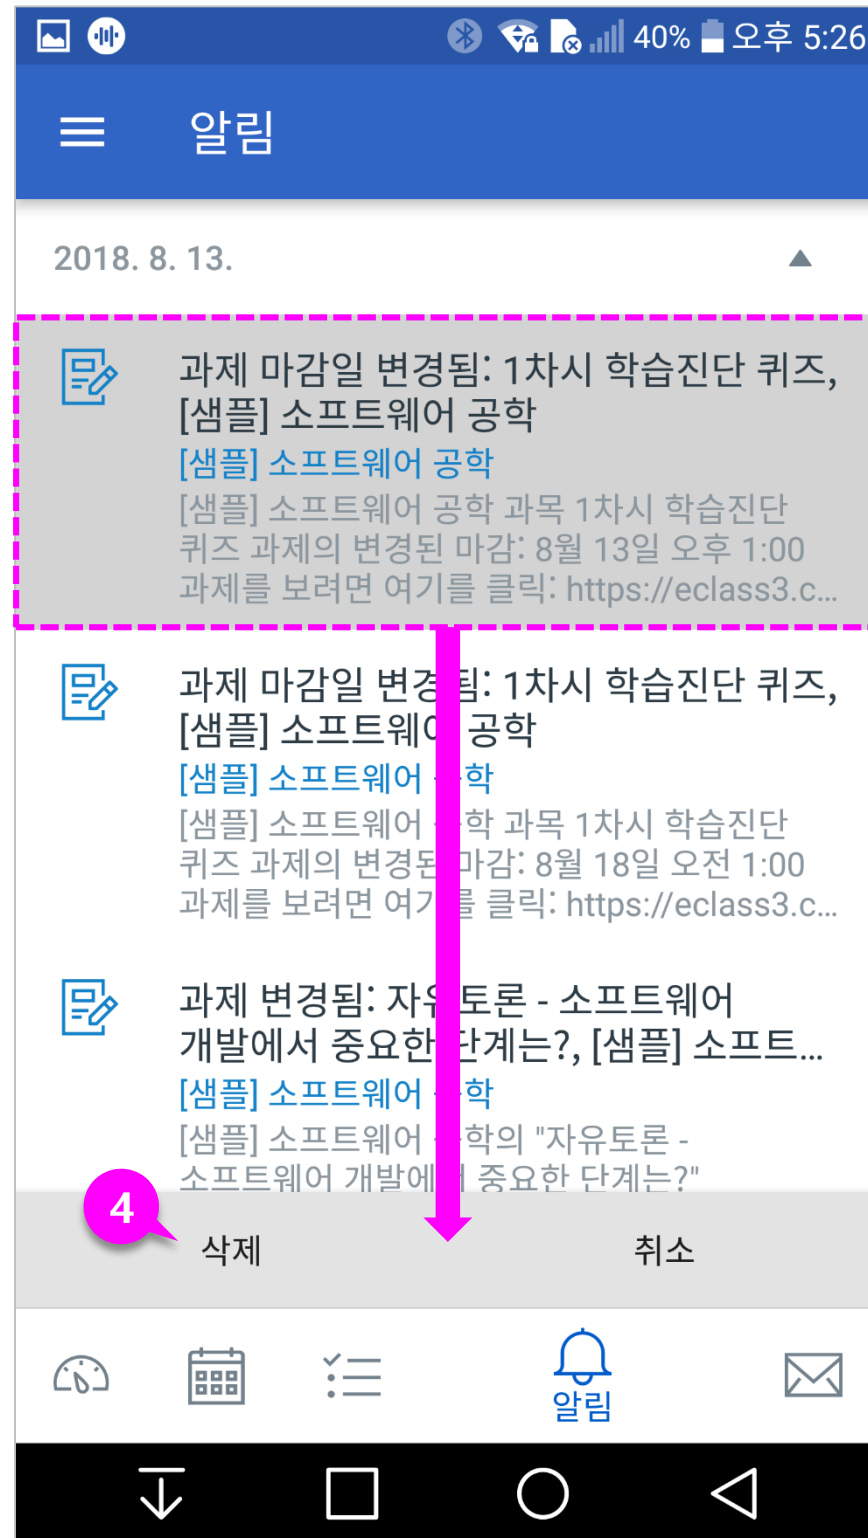 40% 오후 5:26
알림
2018. 8. 13.
과제 마감일 변경됨: 1차시 학습진단 퀴즈,
[샘플] 소프트웨어 공학
[샘플] 소프트웨어 공학
[샘플] 소프트웨어 공학 과목 1차시 학습진단
퀴즈 과제의 변경된 마감: 8월 13일 오후 1:00
과제를 보려면 여기를 클릭: https://eclass3.c...
과제 마감일 변경됨: 1차시 학습진단 퀴즈,
[샘플] 소프트웨어 공학
[샘플] 소프트웨어 공학
[샘플] 소프트웨어 공학 과목 1차시 학습진단
퀴즈 과제의 변경된 마감: 8월 18일 오전 1:00
과제를 보려면 여기를 클릭: https://eclass3.c...
과제 변경됨: 자유토론 - 소프트웨어
개발에서 중요한 단계는?, [샘플] 소프트...
[샘플] 소프트웨어 공학
[샘플] 소프트웨어 공학의 "자유토론 -
소프트웨어 개발에서 중요한 단계는?"
4
삭제 취소
알림